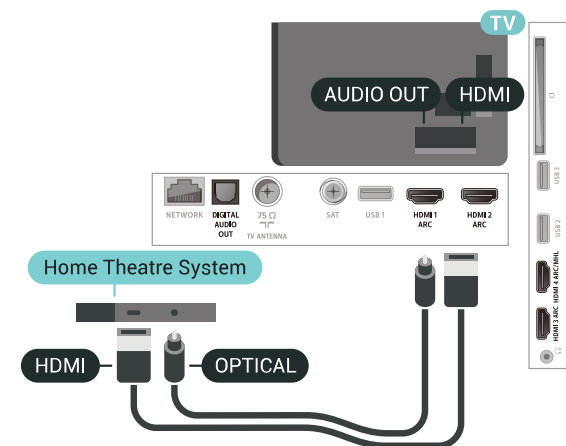 TV
AUDIO OUT
HDMI
CI
USB 3
USB 2
HDMI 4 ARC/MHL
HDMI 3 ARC
NETWORK
DIGITAL
AUDIO
OUT
75 Ω
TV ANTENNA
SAT
USB 1
HDMI 1
ARC
HDMI 2
ARC
Home Theatre System
HDMI
OPTICAL